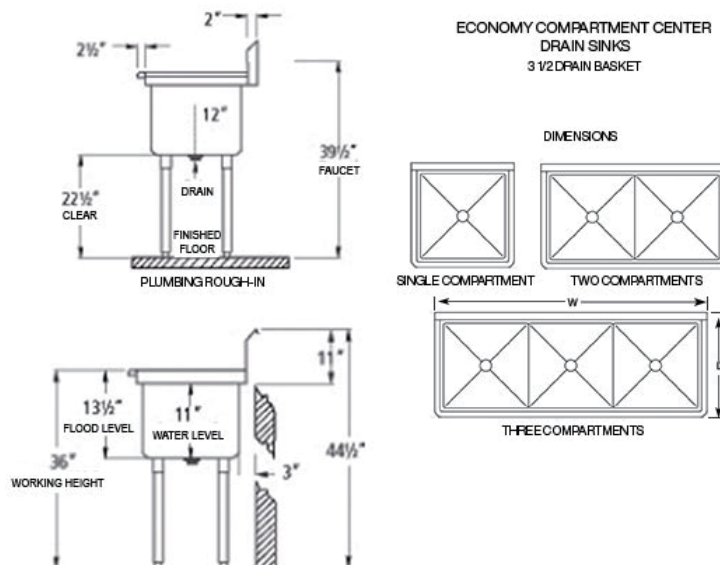 ECONOMY COMPARTMENT CENTER
DRAIN SINKS
3 1/2 DRAIN BASKET
2"
2½"
12"
39½"
FAUCET
DRAIN
22½"
CLEAR
FINISHED
FLOOR
PLUMBING ROUGH-IN
DIMENSIONS
SINGLE COMPARTMENT
TWO COMPARTMENTS
W
THREE COMPARTMENTS
11"
13½"
FLOOD LEVEL
11"
WATER LEVEL
44½"
36"
WORKING HEIGHT
3"